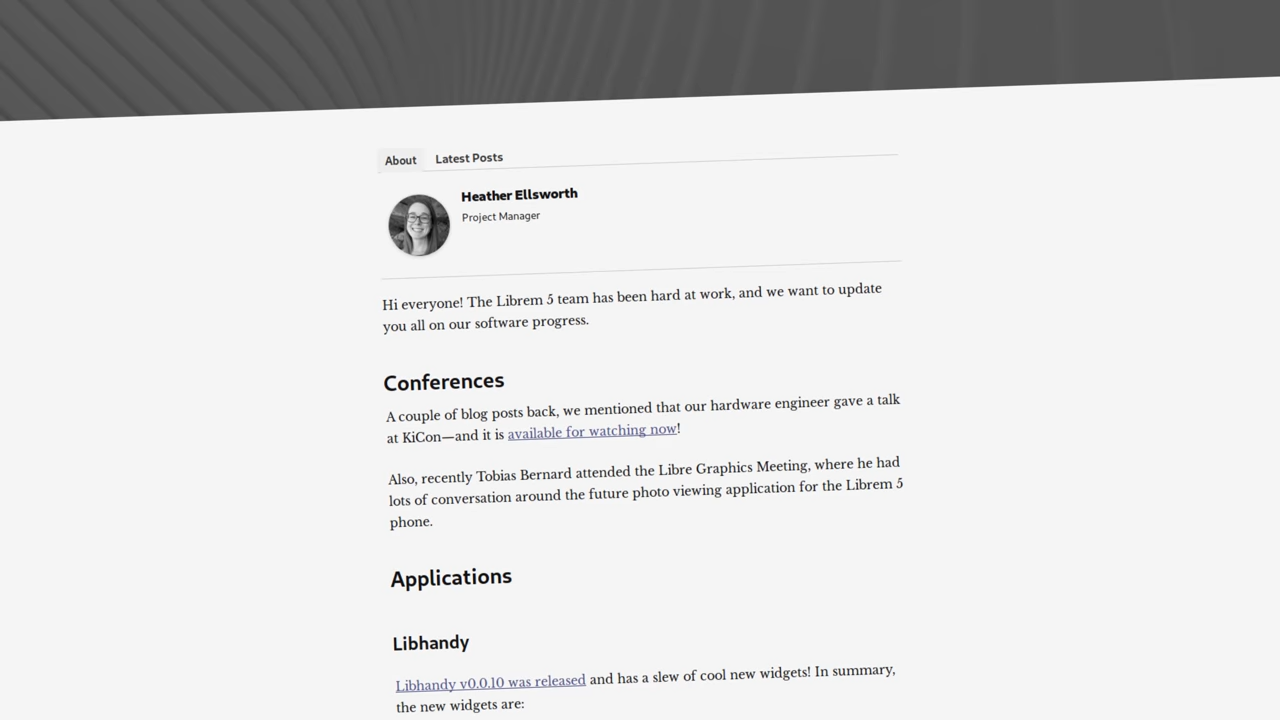 About Latest Posts
Heather Ellsworth
Project Manager
Hi everyone! The Librem 5 team has been hard at work, and we want to update
you all on our software progress.
Conferences
A couple of blog posts back, we mentioned that our hardware engineer gave a talk
at KiCon—and it is available for watching now!
Also, recently Tobias Bernard attended the Libre Graphics Meeting, where he had
lots of conversation around the future photo viewing application for the Librem 5
phone.
Applications
Libhandy
Libhandy v0.0.10 was released and has a slew of cool new widgets! In summary,
the new widgets are: